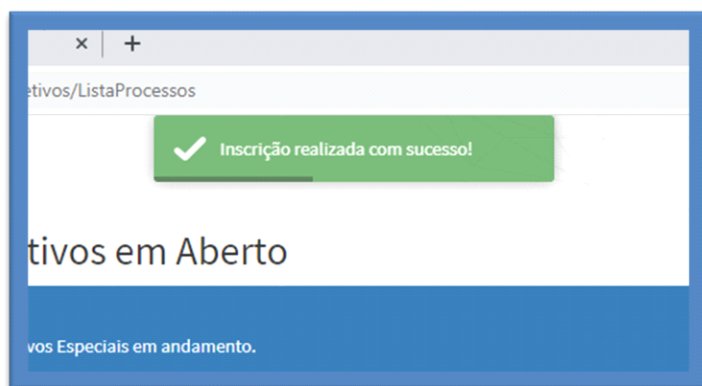 × | +
etivos/ListaProcessos
Inscrição realizada com sucesso!
tivos em Aberto
vos Especiais em andamento.